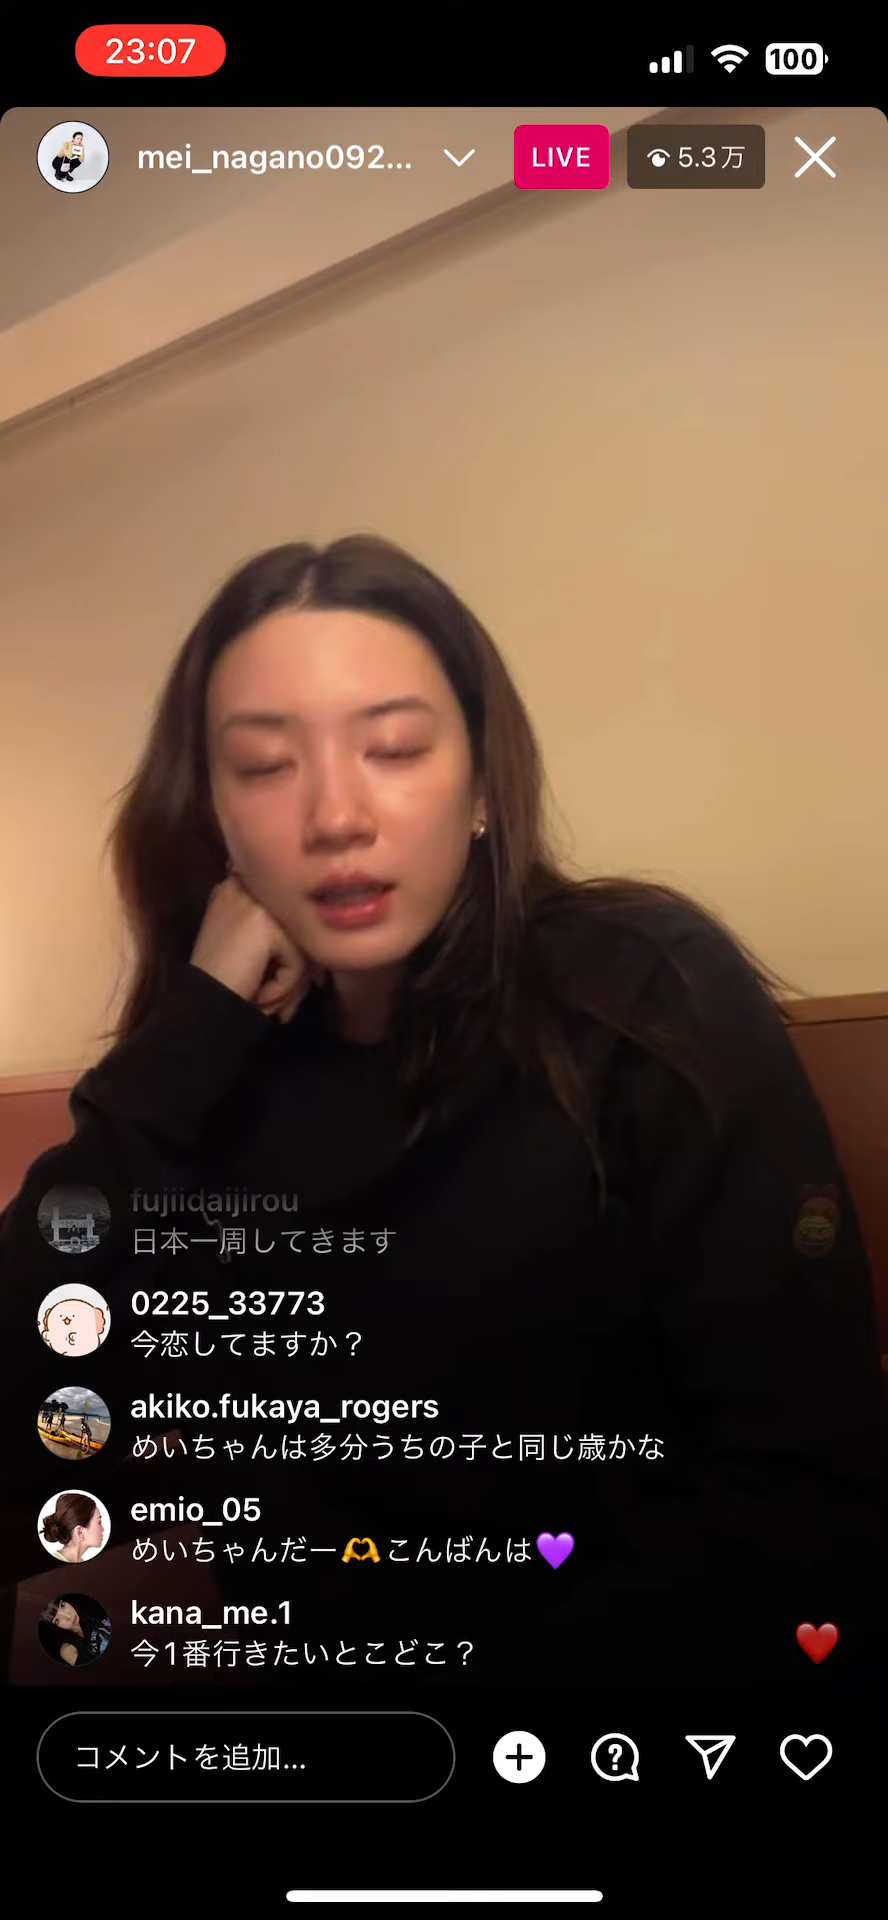 23:07
100
mei_nagano092...
LIVE
5.3万
fujiidaijirou
日本一周してきます
0225_33773
今恋してますか？
akiko.fukaya_rogers
めいちゃんは多分うちの子と同じ歳かな
emio_05
めいちゃんだー🫶こんばんは💜
kana_me.1
今1番行きたいとこどこ？
コメントを追加...